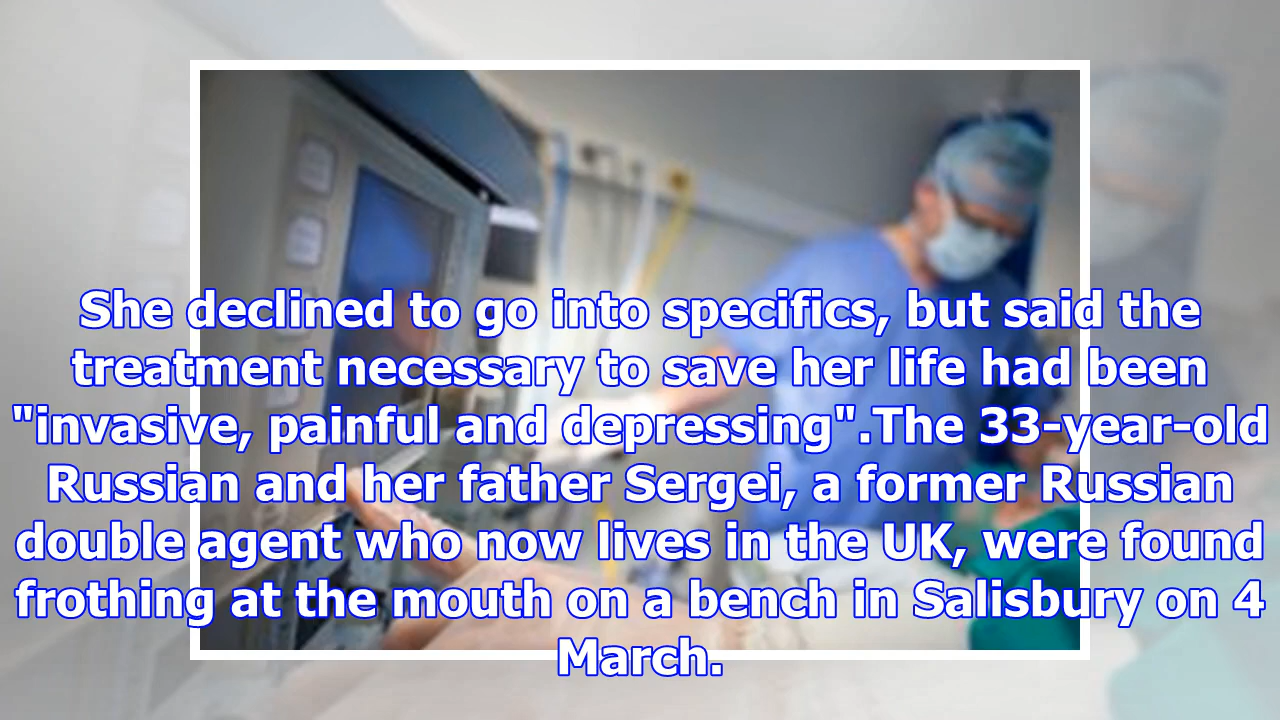 She declined to go into specifics, but said the
treatment necessary to save her life had been
"invasive, painful and depressing".The 33-year-old
Russian and her father Sergei, a former Russian
double agent who now lives in the UK, were found
frothing at the mouth on a bench in Salisbury on 4
March.